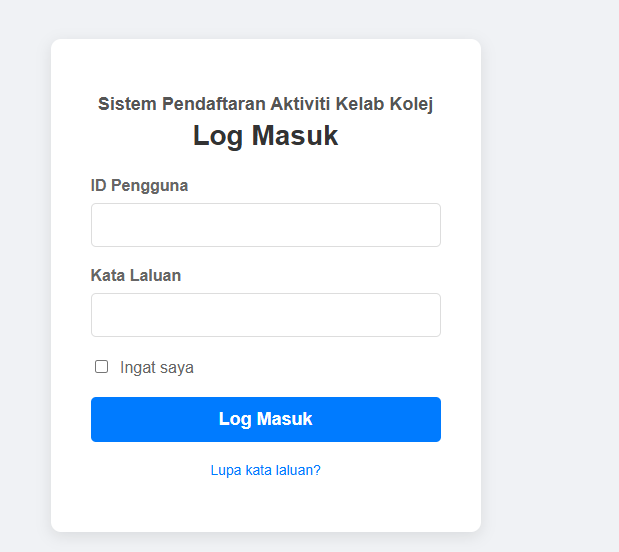 Sistem Pendaftaran Aktiviti Kelab Kolej
Log Masuk
ID Pengguna
Kata Laluan
Ingat saya
Log Masuk
Lupa kata laluan?